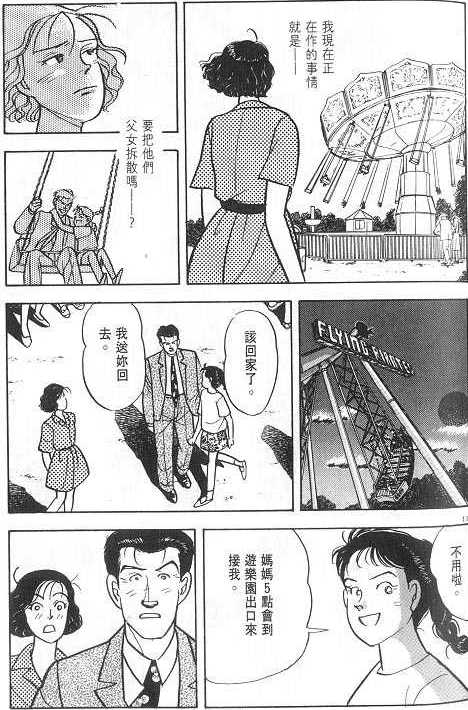 我現在正
在作的事情
就是——
要把他們
父女拆散嗎——？
FLYING PIRATES
該回家了。
我送妳回
去。
不用啦。
媽媽5點會到
遊樂園出口來
接我。